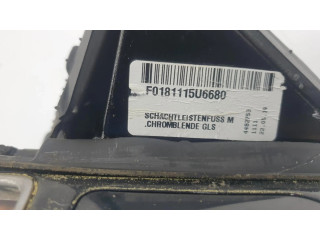 F0181115U6680
SCHACHTLEISTENFUSS M
.CHROMBLENDE GLS